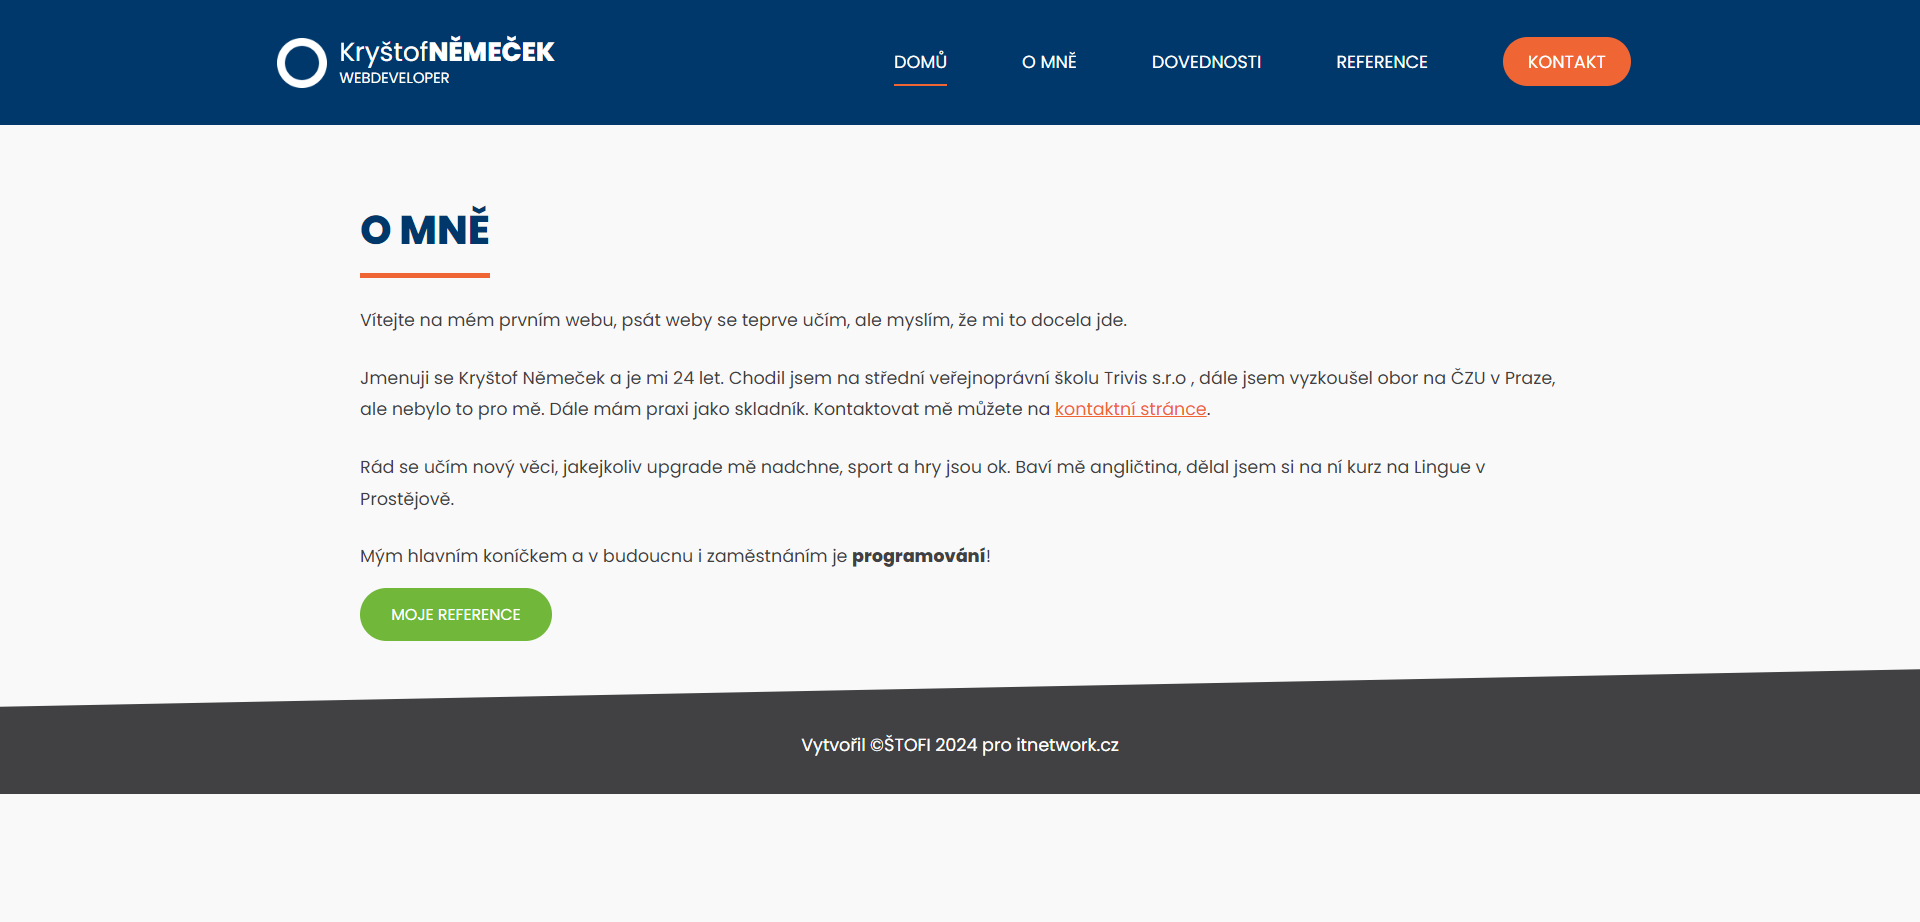 KryštofNĚMEČEK
WEBDEVELOPER
DOMŮ
O MNĚ
DOVEDNOSTI
REFERENCE
KONTAKT
O MNĚ
Vítejte na mém prvním webu, psát weby se teprve učím, ale myslím, že mi to docela jde.
Jmenuji se Kryštof Němeček a je mi 24 let. Chodil jsem na střední veřejnoprávní školu Trivis s.r.o , dále jsem vyzkoušel obor na ČZU v Praze,
ale nebylo to pro mě. Dále mám praxi jako skladník. Kontaktovat mě můžete na kontaktní stránce.
Rád se učím nový věci, jakejkoliv upgrade mě nadchne, sport a hry jsou ok. Baví mě angličtina, dělal jsem si na ní kurz na Lingue v
Prostějově.
Mým hlavním koníčkem a v budoucnu i zaměstnáním je programování!
MOJE REFERENCE
Vytvořil ©ŠTOFI 2024 pro itnetwork.cz